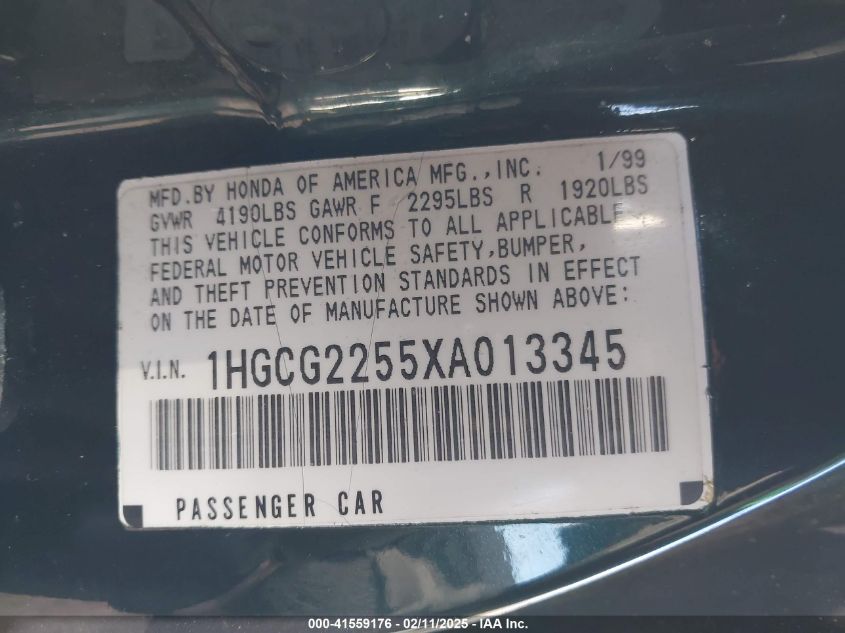 MFD.BY HONDA OF AMERICA MFG.,INC. 1/99
GVWR 4190LBS GAWR F 2295LBS R 1920LBS
THIS VEHICLE CONFORMS TO ALL APPLICABLE
FEDERAL MOTOR VEHICLE SAFETY,BUMPER,
AND THEFT PREVENTION STANDARDS IN EFFECT
ON THE DATE OF MANUFACTURE SHOWN ABOVE:
V.I.N. 1HGCG2255XA013345
PASSENGER CAR
000-41559176 - 02/11/2025 - IAA Inc.